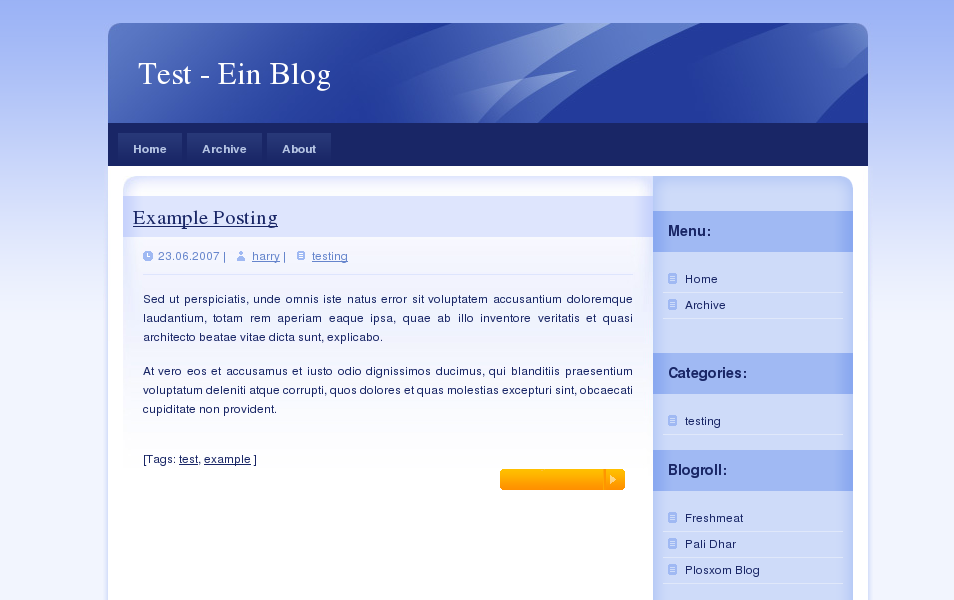 Test - Ein Blog
Home Archive About
Example Posting
23.06.2007 | harry | testing
Sed ut perspiciatis, unde omnis iste natus error sit voluptatem accusantium doloremque
laudantium, totam rem aperiam eaque ipsa, quae ab illo inventore veritatis et quasi
architecto beatae vitae dicta sunt, explicabo.
At vero eos et accusamus et iusto odio dignissimos ducimus, qui blanditiis praesentium
voluptatum deleniti atque corrupti, quos dolores et quas molestias excepturi sint, obcaecati
cupiditate non provident.
[Tags: test, example ]
Menu:
Home
Archive
Categories:
testing
Blogroll:
Freshmeat
Pali Dhar
Plosxom Blog